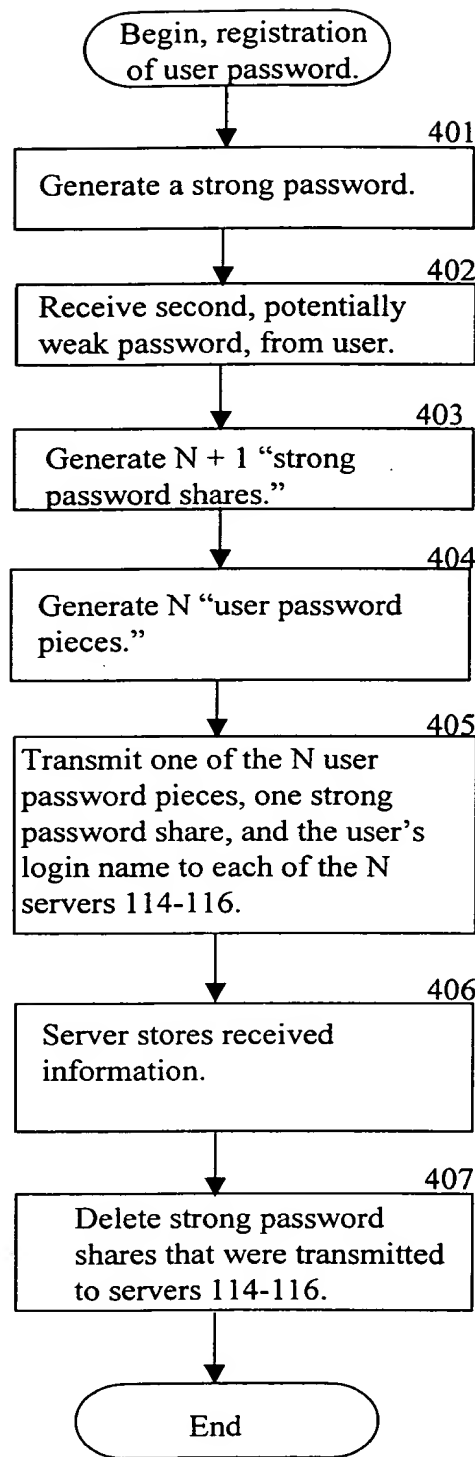 Begin, registration
of user password.
401
Generate a strong password.
402
Receive second, potentially
weak password, from user.
403
Generate N + 1 “strong
password shares.”
404
Generate N “user password
pieces.”
405
Transmit one of the N user
password pieces, one strong
password share, and the user’s
login name to each of the N
servers 114-116.
406
Server stores received
information.
407
Delete strong password
shares that were transmitted
to servers 114-116.
End